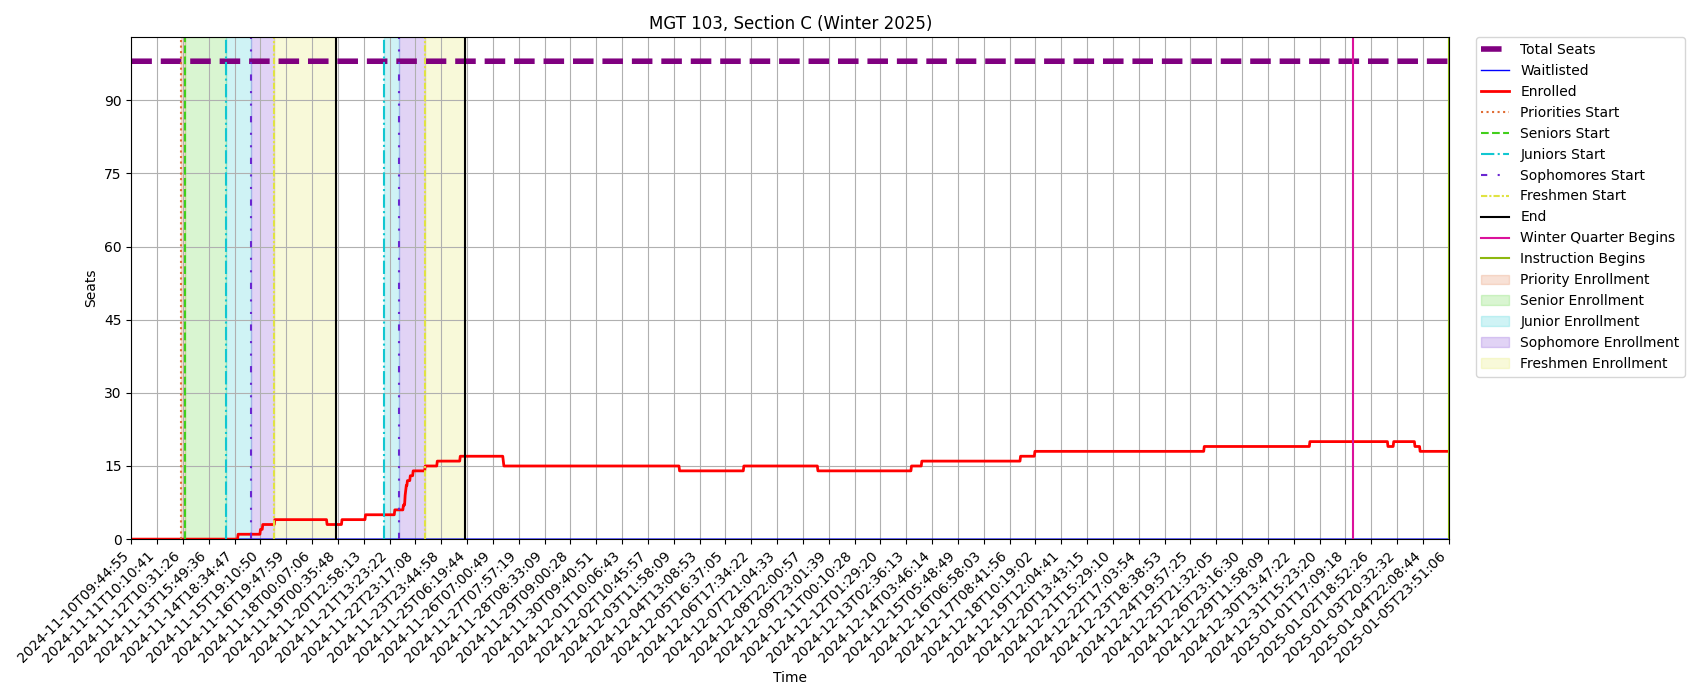 MGT 103, Section C (Winter 2025)
Seats
90
75
60
45
30
15
0
2024-11-10T09:44:55
2024-11-11T10:10:41
2024-11-12T10:31:26
2024-11-13T15:49:36
2024-11-14T18:34:47
2024-11-15T19:10:50
2024-11-16T19:47:59
2024-11-18T00:07:06
2024-11-19T00:35:48
2024-11-20T12:58:13
2024-11-21T13:23:22
2024-11-22T23:17:08
2024-11-23T23:44:58
2024-11-25T06:19:44
2024-11-26T07:00:49
2024-11-27T07:57:19
2024-11-28T08:33:09
2024-11-29T09:00:28
2024-11-30T09:40:51
2024-12-01T10:06:43
2024-12-02T10:45:57
2024-12-03T11:58:09
2024-12-04T13:08:53
2024-12-05T16:37:05
2024-12-06T17:34:22
2024-12-07T21:04:33
2024-12-08T22:00:57
2024-12-09T23:01:39
2024-12-11T00:10:28
2024-12-12T01:29:20
2024-12-13T02:36:13
2024-12-14T03:46:14
2024-12-15T05:48:49
2024-12-16T06:58:03
2024-12-17T08:41:56
2024-12-18T10:19:02
2024-12-19T12:04:41
2024-12-20T13:43:15
2024-12-21T15:29:10
2024-12-22T17:03:54
2024-12-23T18:38:53
2024-12-24T19:57:25
2024-12-25T21:32:05
2024-12-26T23:16:30
2024-12-29T11:58:09
2024-12-30T13:47:22
2024-12-31T15:23:20
2025-01-01T17:09:18
2025-01-02T18:52:26
2025-01-03T20:32:32
2025-01-04T22:08:44
2025-01-05T23:51:06
Time
Total Seats
Waitlisted
Enrolled
Priorities Start
Seniors Start
Juniors Start
Sophomores Start
Freshmen Start
End
Winter Quarter Begins
Instruction Begins
Priority Enrollment
Senior Enrollment
Junior Enrollment
Sophomore Enrollment
Freshmen Enrollment